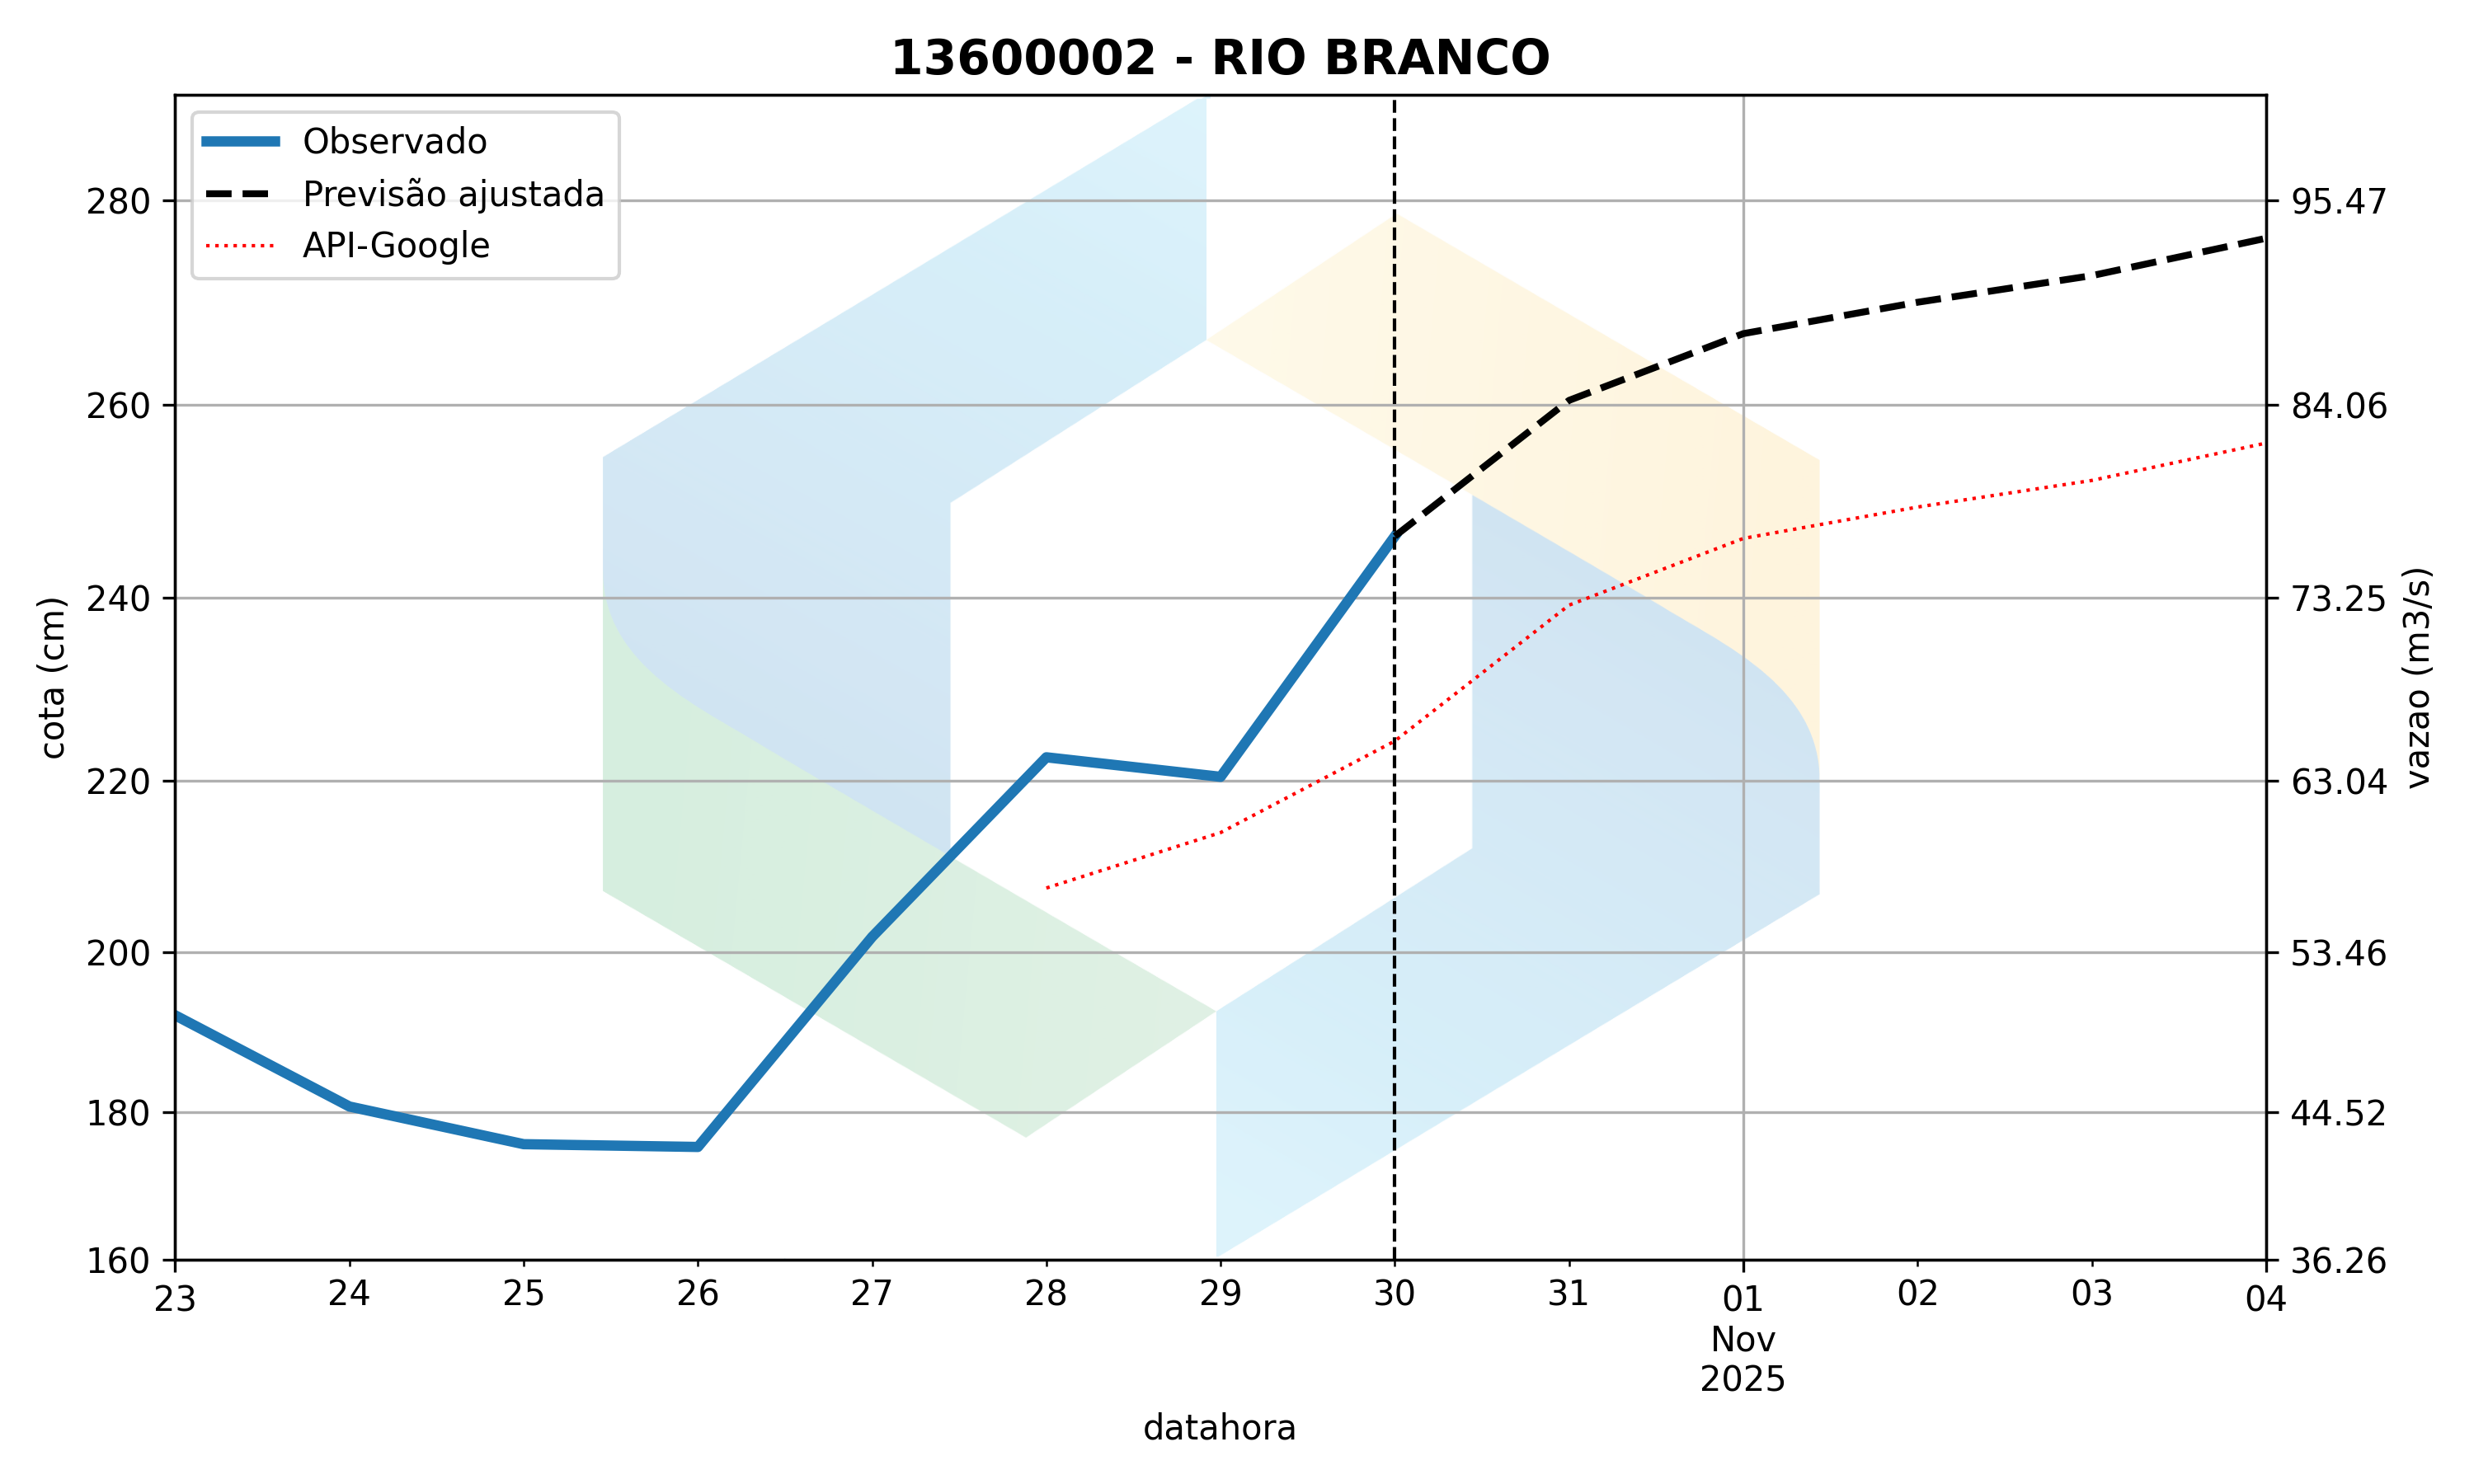 13600002 - RIO BRANCO
Observado
Previsão ajustada
API-Google
280
260
240
220
200
180
160
cota (cm)
95.47
84.06
73.25
63.04
53.46
44.52
36.26
vazao (m3/s)
23 24 25 26 27 28 29 30 31 01 02 03 04
Nov
2025
datahora